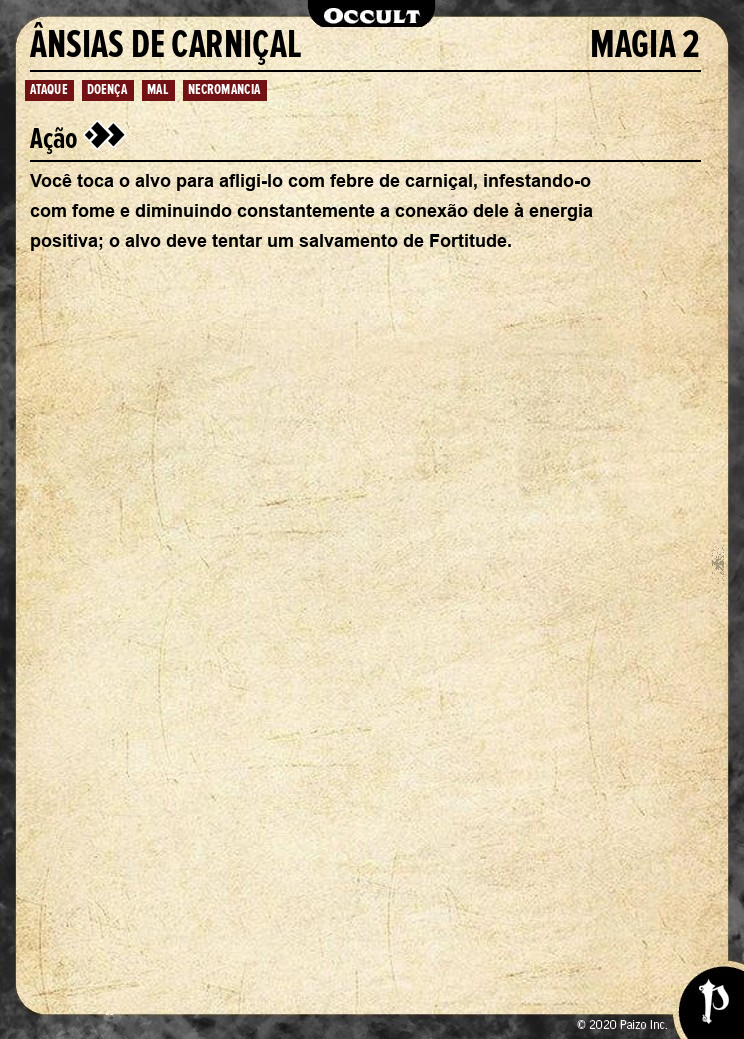 OCCULT
ÂNSIAS DE CARNIÇAL MAGIA 2
ATAQUE DOENÇA MAL NECROMANCIA
Ação
Você toca o alvo para afligi-lo com febre de carniçal, infestando-o
com fome e diminuindo constantemente a conexão dele à energia
positiva; o alvo deve tentar um salvamento de Fortitude.
© 2020 Paizo Inc.
P